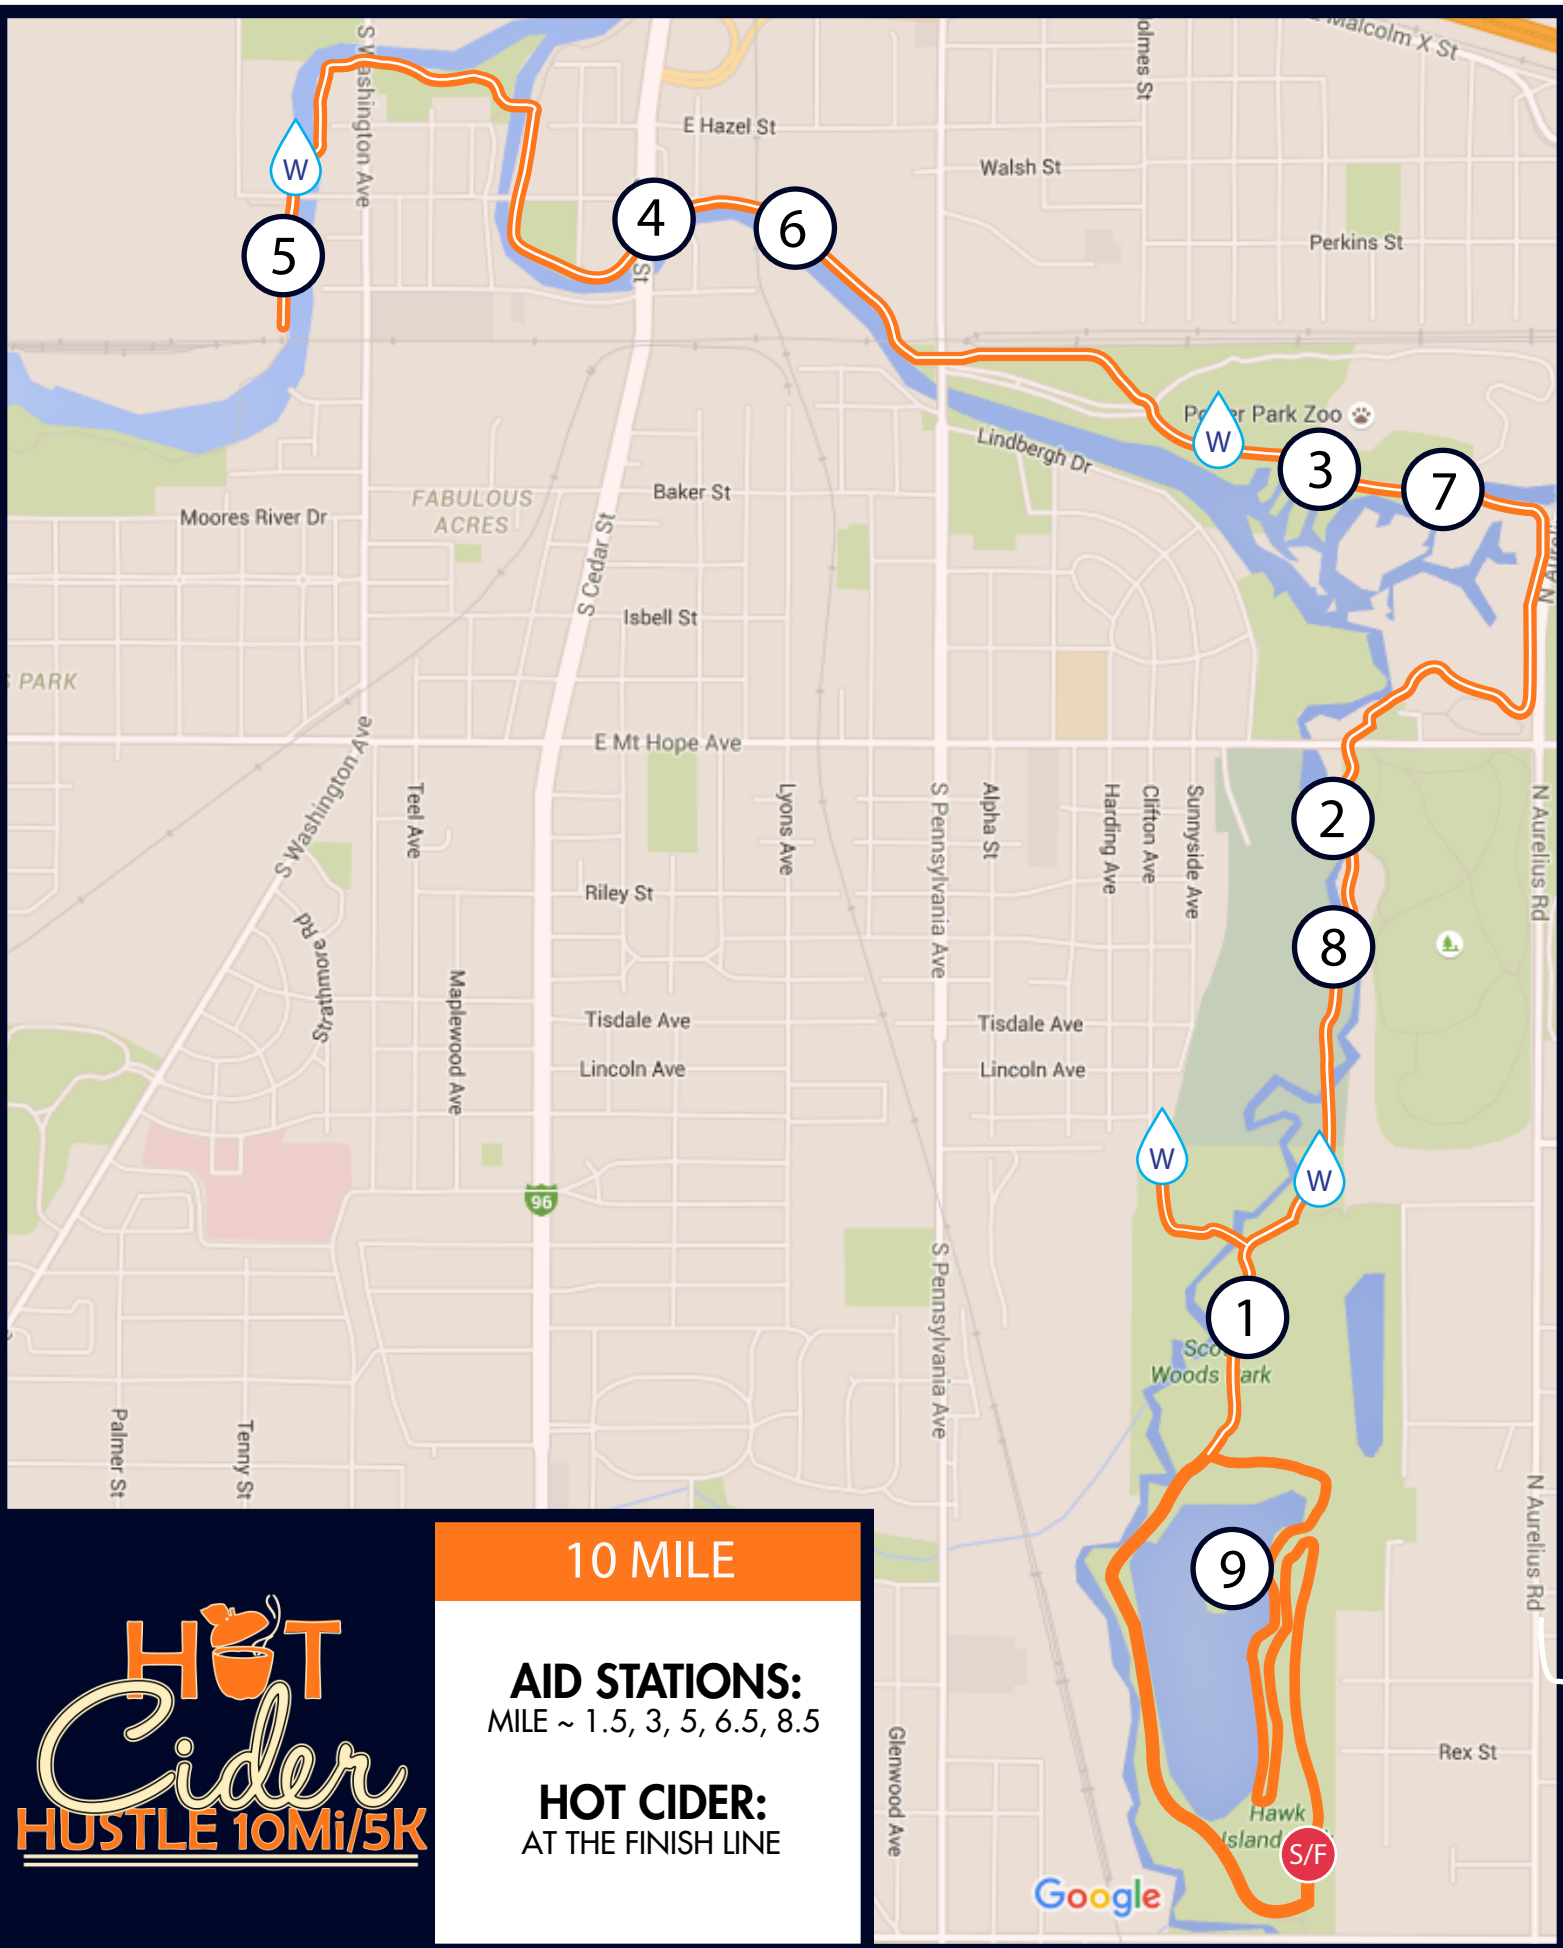 Malcolm X St
S Washington Ave
E Hazel St
Walsh St
Perkins St
W
5
4
6
St
W
Park Zoo
3
7
Lindbergh Dr
Moores River Dr
FABULOUS
ACRES
Baker St
S Cedar St
Isbell St
PARK
E Mt Hope Ave
S Washington Ave
Teel Ave
Lyons Ave
S Pennsylvania Ave
Alpha St
Harding Ave
Clifton Ave
Sunnyside Ave
2
N Aurelius Rd
Riley St
8
Strathmore Rd
Maplewood Ave
Tisdale Ave
Tisdale Ave
Lincoln Ave
Lincoln Ave
W
W
96
S Pennsylvania Ave
1
Woods
Palmer St
Tenny St
N Aurelius Rd
9
Rex St
Glenwood Ave
Hawk
Island
S/F
Google
HOT
Cider
HUSTLE 10Mi/5K
10 MILE
AID STATIONS:
MILE ~ 1.5, 3, 5, 6.5, 8.5
HOT CIDER:
AT THE FINISH LINE